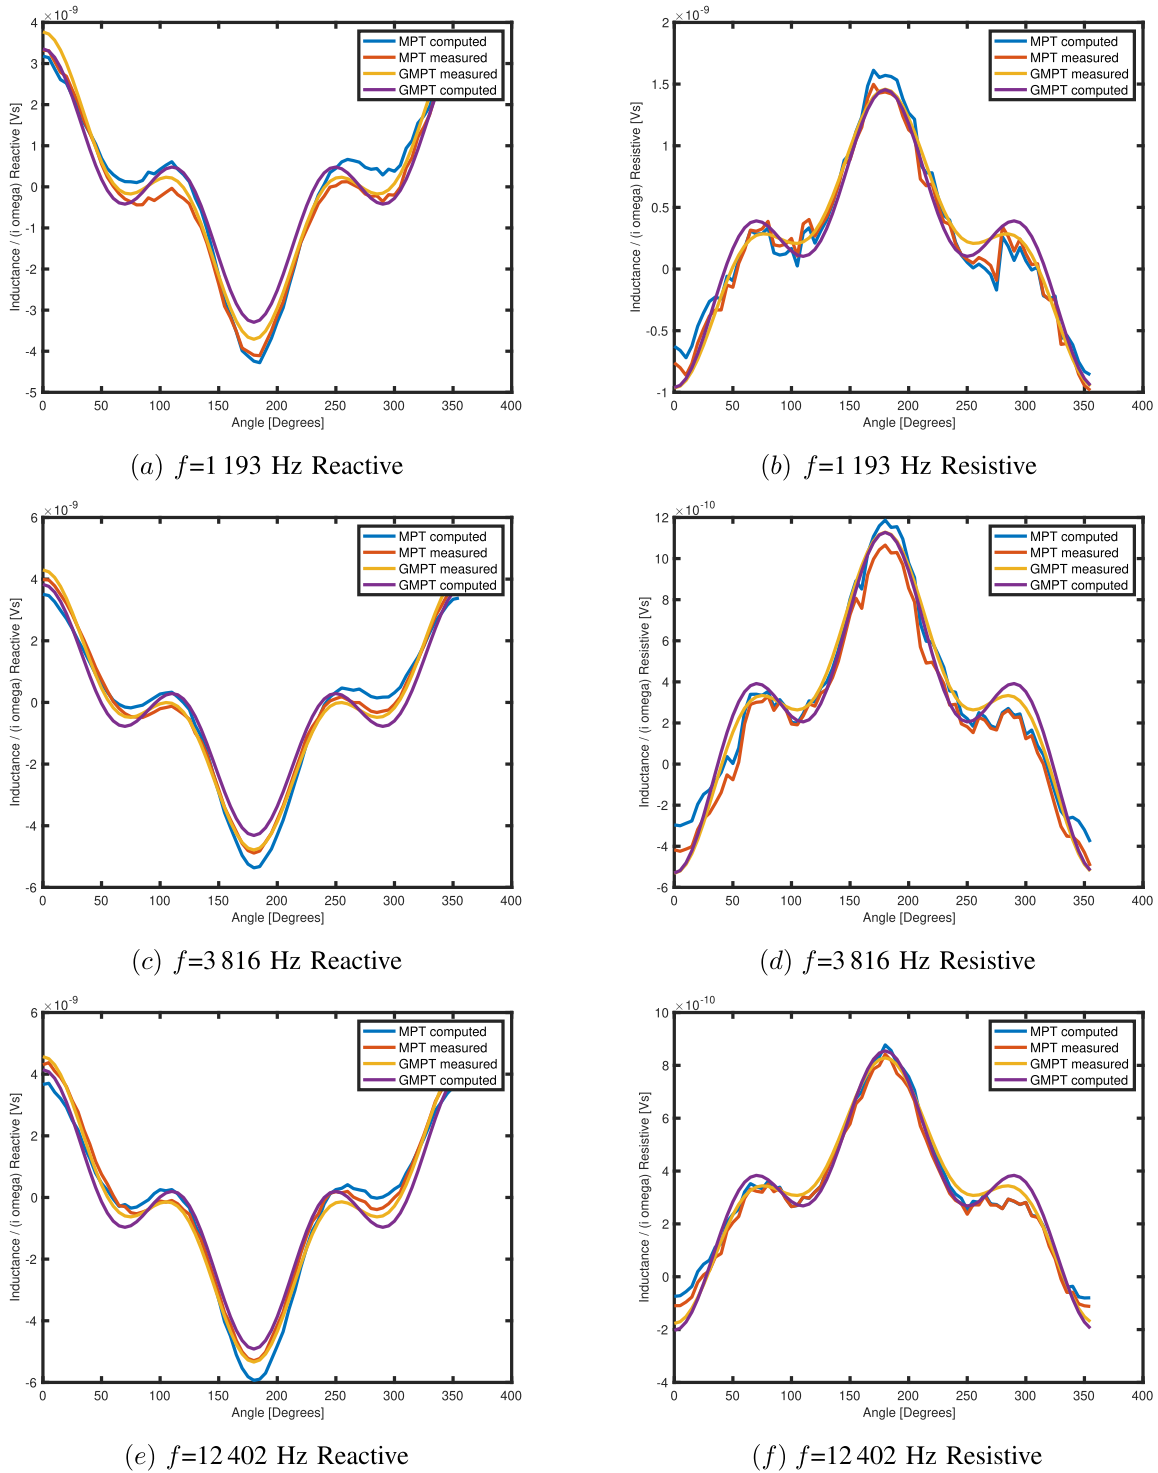 ×10-9
4
3
2
1
0
-1
-2
-3
-4
-5
Inductance / (i omega) Reactive [Vs]
MPT computed
MPT measured
GMPT measured
GMPT computed
0 50 100 150 200 250 300 350 400
Angle [Degrees]
(a) f=1 193 Hz Reactive
×10-9
2
1.5
1
0.5
0
-0.5
-1
Inductance / (i omega) Resistive [Vs]
MPT computed
MPT measured
GMPT measured
GMPT computed
0 50 100 150 200 250 300 350 400
Angle [Degrees]
(b) f=1 193 Hz Resistive
×10-9
6
4
2
0
-2
-4
-6
Inductance / (i omega) Reactive [Vs]
MPT computed
MPT measured
GMPT measured
GMPT computed
0 50 100 150 200 250 300 350 400
Angle [Degrees]
(c) f=3 816 Hz Reactive
×10-10
12
10
8
6
4
2
0
-2
-4
-6
Inductance / (i omega) Resistive [Vs]
MPT computed
MPT measured
GMPT measured
GMPT computed
0 50 100 150 200 250 300 350 400
Angle [Degrees]
(d) f=3 816 Hz Resistive
×10-9
6
4
2
0
-2
-4
-6
Inductance / (i omega) Reactive [Vs]
MPT computed
MPT measured
GMPT measured
GMPT computed
0 50 100 150 200 250 300 350 400
Angle [Degrees]
(e) f=12 402 Hz Reactive
×10-10
10
8
6
4
2
0
-2
-4
Inductance / (i omega) Resistive [Vs]
MPT computed
MPT measured
GMPT measured
GMPT computed
0 50 100 150 200 250 300 350 400
Angle [Degrees]
(f) f=12 402 Hz Resistive